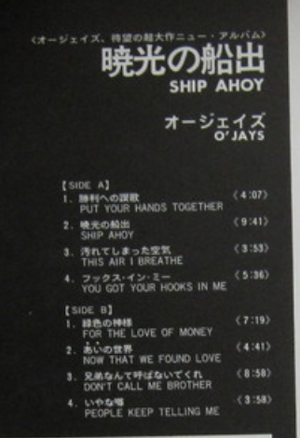 <オージェイズ、待望の超大作ニュー・アルバム>
暁光の船出
SHIP AHOY
オージェイズ
O'JAYS
【SIDE A】
1. 勝利への讃歌 〈4:07〉
PUT YOUR HANDS TOGETHER
2. 暁光の船出 〈9:41〉
SHIP AHOY
3. 汚れてしまった空気 〈3:53〉
THIS AIR I BREATHE
4. フックス・イン・ミー 〈5:36〉
YOU GOT YOUR HOOKS IN ME
【SIDE B】
1. 緑色の神様 〈7:19〉
FOR THE LOVE OF MONEY
2. あいの世界 〈4:41〉
NOW THAT WE FOUND LOVE
3. 兄弟なんて呼ばないでくれ 〈8:58〉
DON'T CALL ME BROTHER
4. いやな噂 〈3:58〉
PEOPLE KEEP TELLING ME